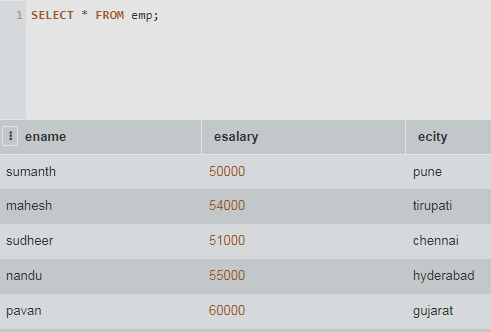 1 SELECT * FROM emp;
ename esalary ecity
sumanth 50000 pune
mahesh 54000 tirupati
sudheer 51000 chennai
nandu 55000 hyderabad
pavan 60000 gujarat